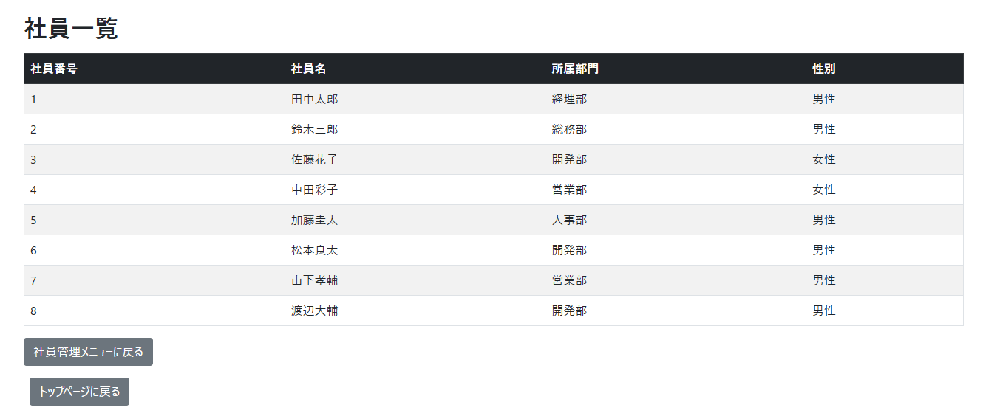 社員一覧
社員番号 社員名 所属部門 性別
1 田中太郎 経理部 男性
2 鈴木三郎 総務部 男性
3 佐藤花子 開発部 女性
4 中田彩子 営業部 女性
5 加藤圭太 人事部 男性
6 松本良太 開発部 男性
7 山下孝輔 営業部 男性
8 渡辺大輔 開発部 男性
社員管理メニューに戻る
トップページに戻る